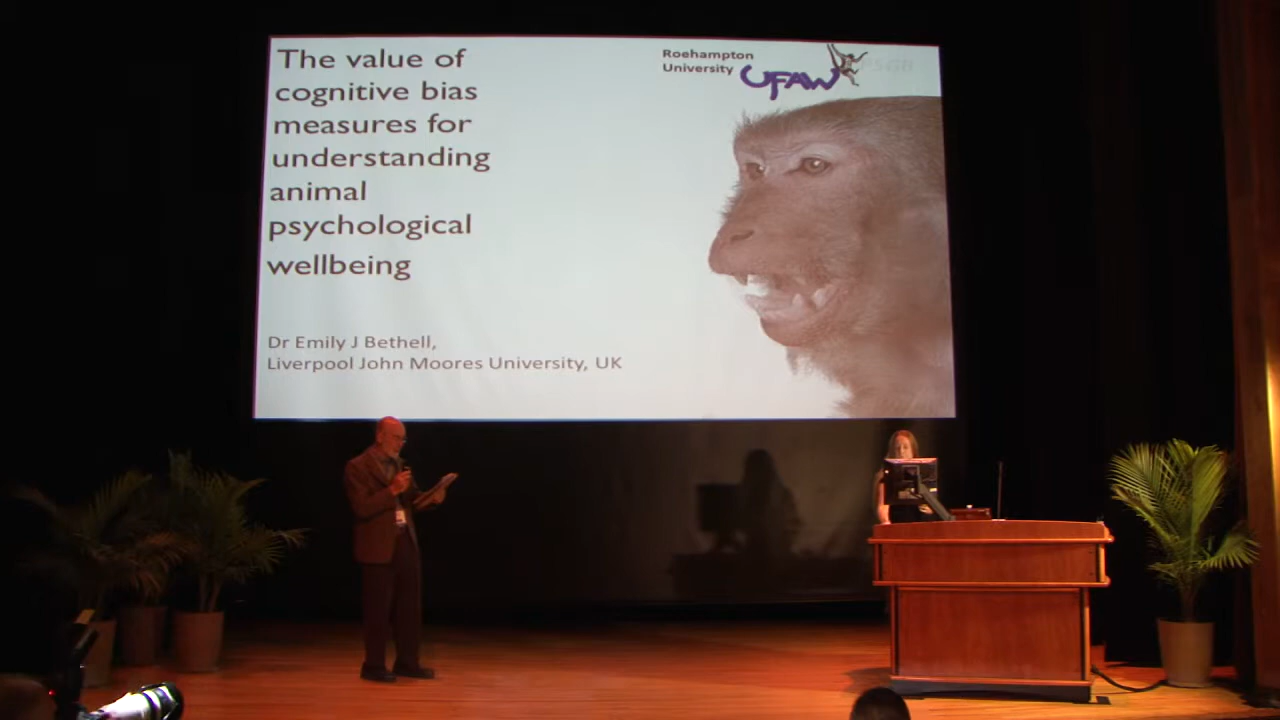 The value of
cognitive bias
measures for
understanding
animal
psychological
wellbeing
Roehampton
University
UFAW
Dr Emily J Bethell,
Liverpool John Moores University, UK